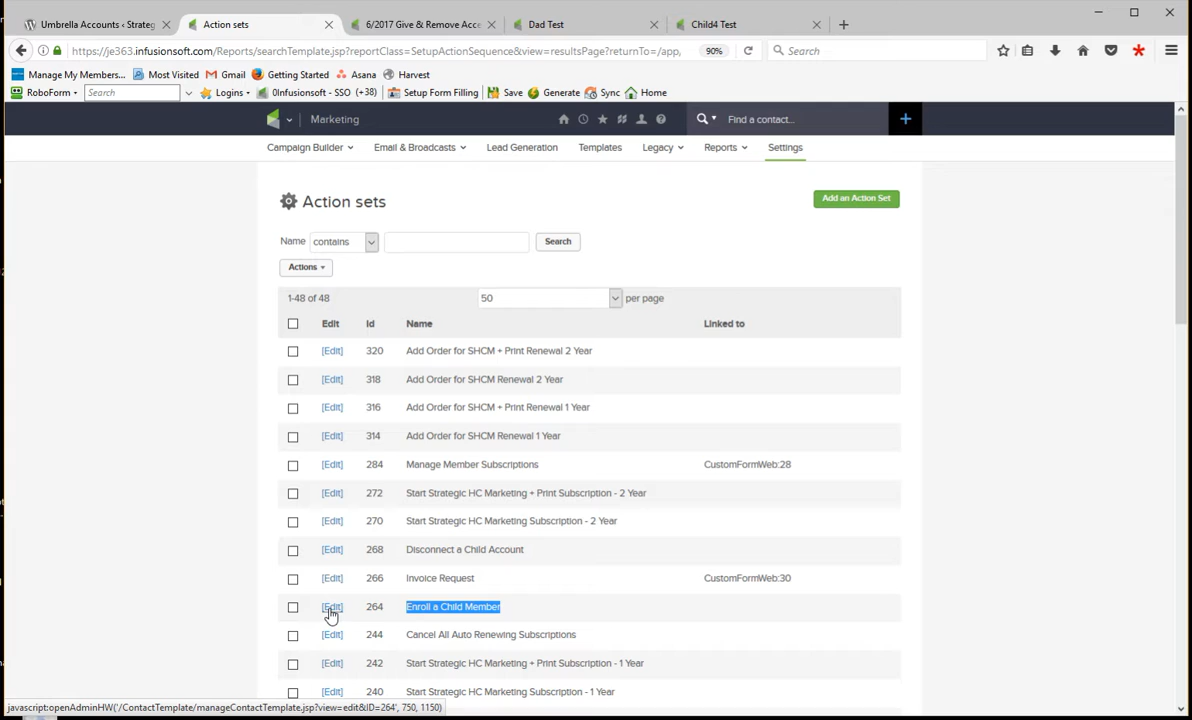 Umbrella Accounts ‹ Strateg
Action sets
6/2017 Give & Remove Acce
Dad Test
Child4 Test
https://je363.infusionsoft.com/Reports/searchTemplate.jsp?reportClass=SetupActionSequence&view=resultsPage&returnTo=/app,
90%
Search
Manage My Members...
Most Visited
Gmail
Getting Started
Asana
Harvest
RoboForm
Search
Logins
0Infusionsoft - SSO (+38)
Setup Form Filling
Save
Generate
Sync
Home
Marketing
Find a contact...
Campaign Builder
Email & Broadcasts
Lead Generation
Templates
Legacy
Reports
Settings
Action sets
Add an Action Set
Name contains
Search
Actions
1-48 of 48 50 per page
Edit Id Name Linked to
[Edit] 320 Add Order for SHCM + Print Renewal 2 Year
[Edit] 318 Add Order for SHCM Renewal 2 Year
[Edit] 316 Add Order for SHCM + Print Renewal 1 Year
[Edit] 314 Add Order for SHCM Renewal 1 Year
[Edit] 284 Manage Member Subscriptions CustomFormWeb:28
[Edit] 272 Start Strategic HC Marketing + Print Subscription - 2 Year
[Edit] 270 Start Strategic HC Marketing Subscription - 2 Year
[Edit] 268 Disconnect a Child Account
[Edit] 266 Invoice Request CustomFormWeb:30
[Edit] 264 Enroll a Child Member
[Edit] 244 Cancel All Auto Renewing Subscriptions
[Edit] 242 Start Strategic HC Marketing + Print Subscription - 1 Year
[Edit] 240 Start Strategic HC Marketing Subscription - 1 Year
javascript:openAdminHW('/ContactTemplate/manageContactTemplate.jsp?view=edit&ID=264', 750, 1150)